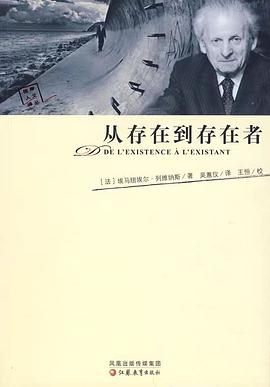 从存在到存在者
DE L'EXISTENCE À L'EXISTANT
[法] 埃马纽埃尔·列维纳斯 / 著 吴蕙仪 / 译 王恒 / 校
凤凰出版传媒集团
江苏教育出版社